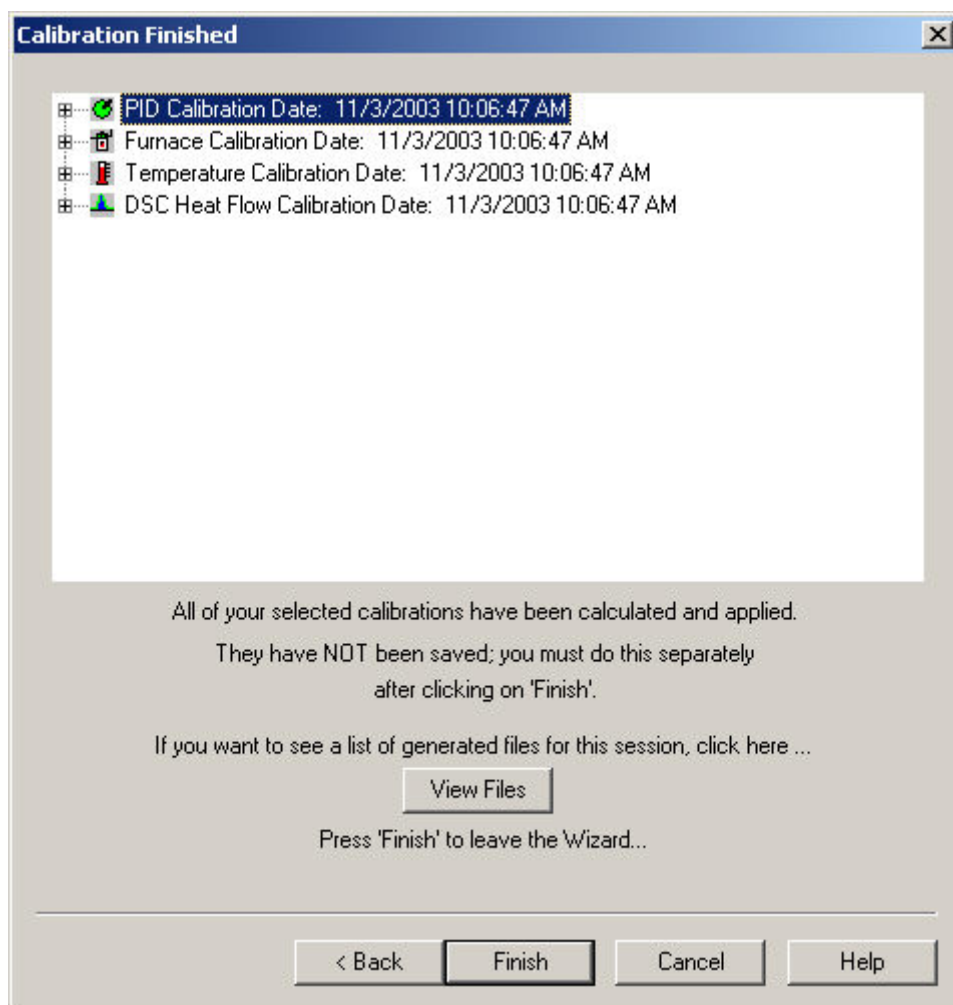 Calibration Finished
PID Calibration Date: 11/3/2003 10:06:47 AM
Furnace Calibration Date: 11/3/2003 10:06:47 AM
Temperature Calibration Date: 11/3/2003 10:06:47 AM
DSC Heat Flow Calibration Date: 11/3/2003 10:06:47 AM
All of your selected calibrations have been calculated and applied.
They have NOT been saved; you must do this separately
after clicking on 'Finish'.
If you want to see a list of generated files for this session, click here ...
View Files
Press 'Finish' to leave the Wizard...
< Back Finish Cancel Help